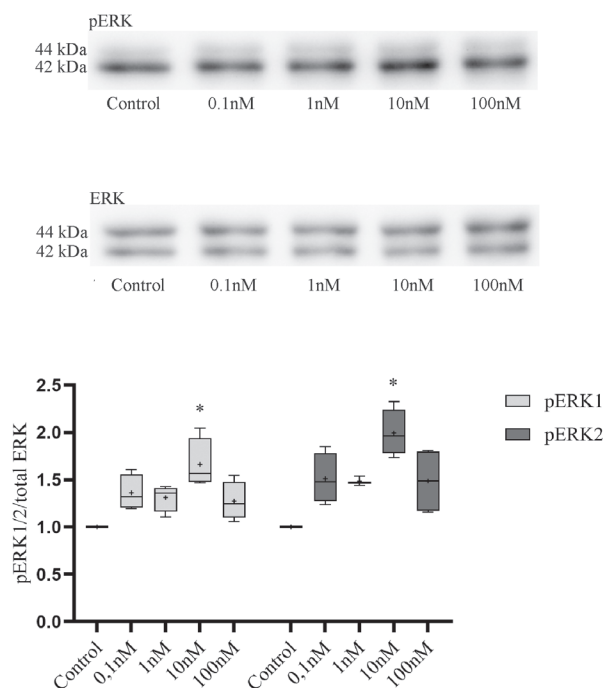 pERK
44 kDa
42 kDa
Control 0.1nM 1nM 10nM 100nM
ERK
44 kDa
42 kDa
Control 0.1nM 1nM 10nM 100nM
pERK1/2/total ERK
2.5
2.0
1.5
1.0
0.5
0.0
* *
pERK1
pERK2
Control 0,1nM 1nM 10nM 100nM Control 0,1nM 1nM 10nM 100nM